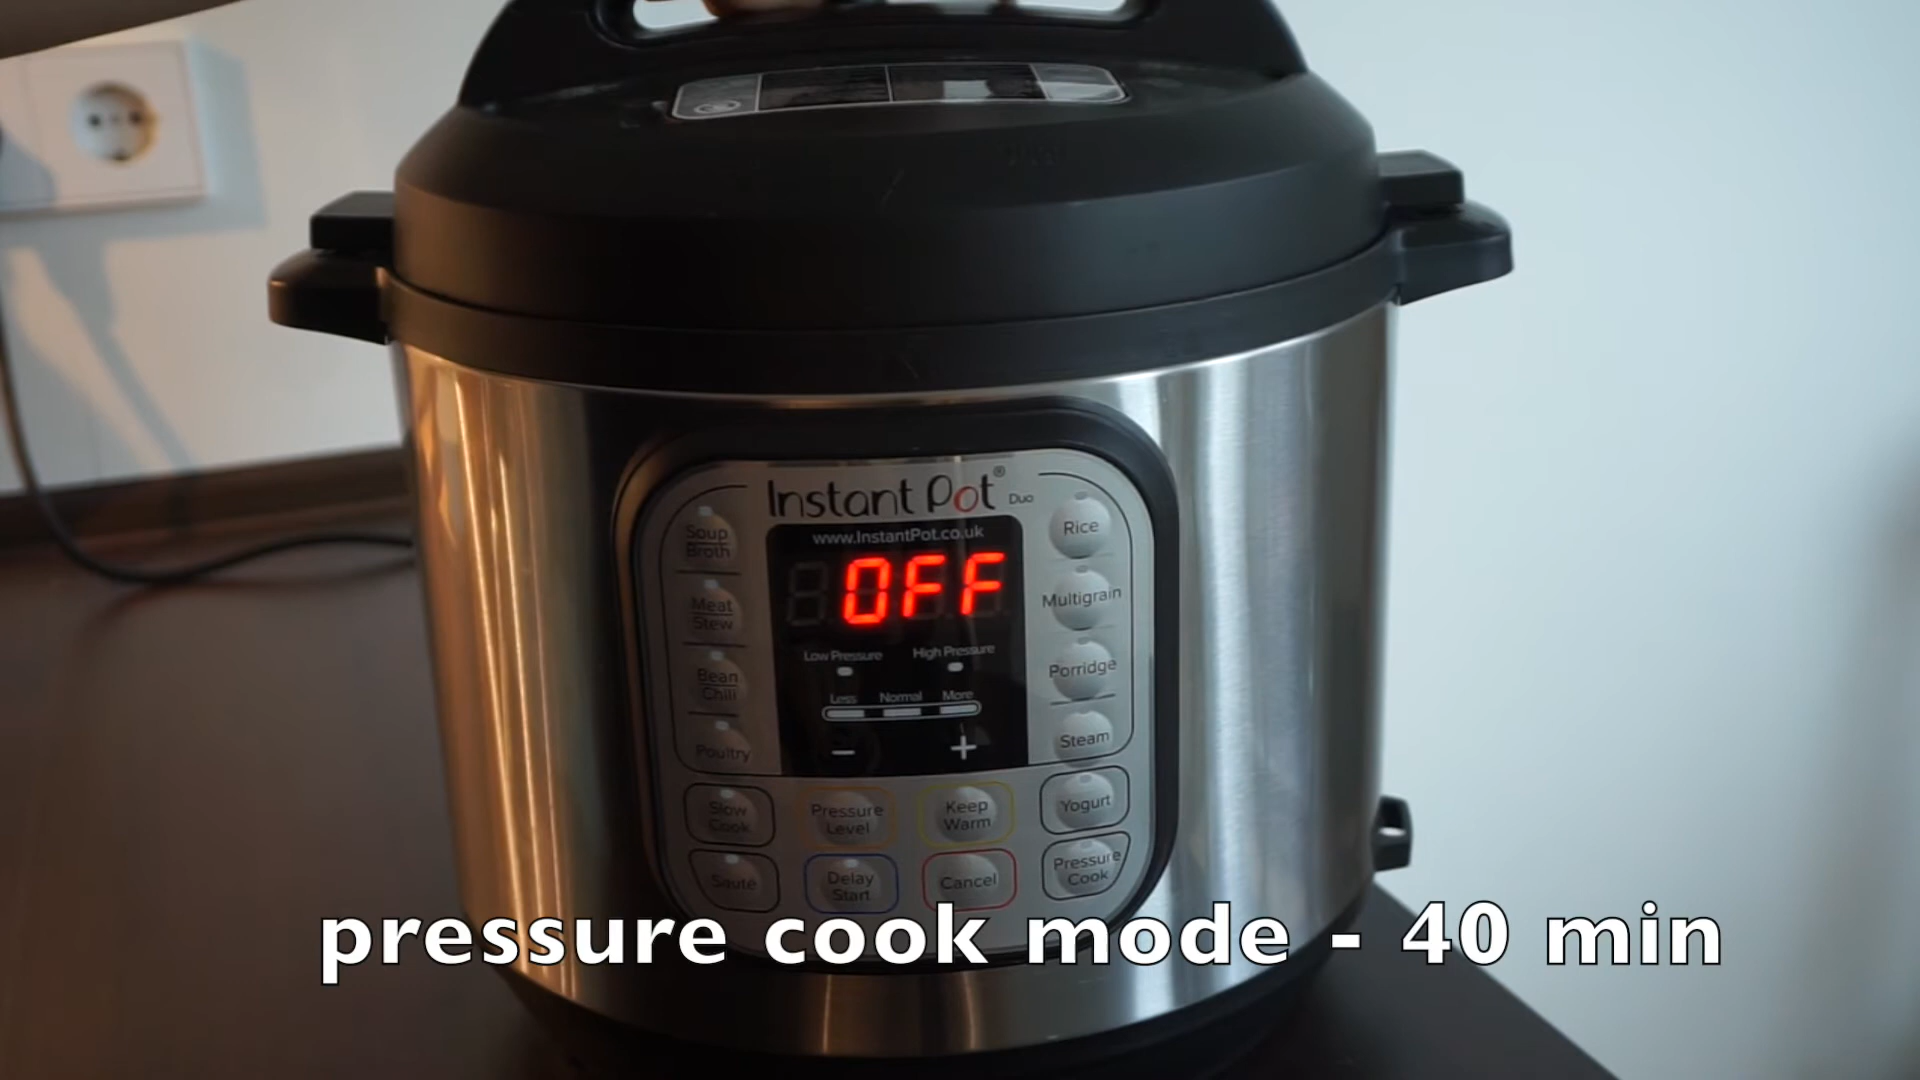 Instant Pot® Duo
www.InstantPot.co.uk
OFF
Low Pressure
High Pressure
Less
Normal
More
Soup
Broth
Meat
Stew
Bean
Chili
Poultry
Rice
Multigrain
Porridge
Steam
Slow
Cook
Pressure
Level
Keep
Warm
Yogurt
Sauté
Delay
Start
Cancel
Pressure
Cook
pressure cook mode - 40 min